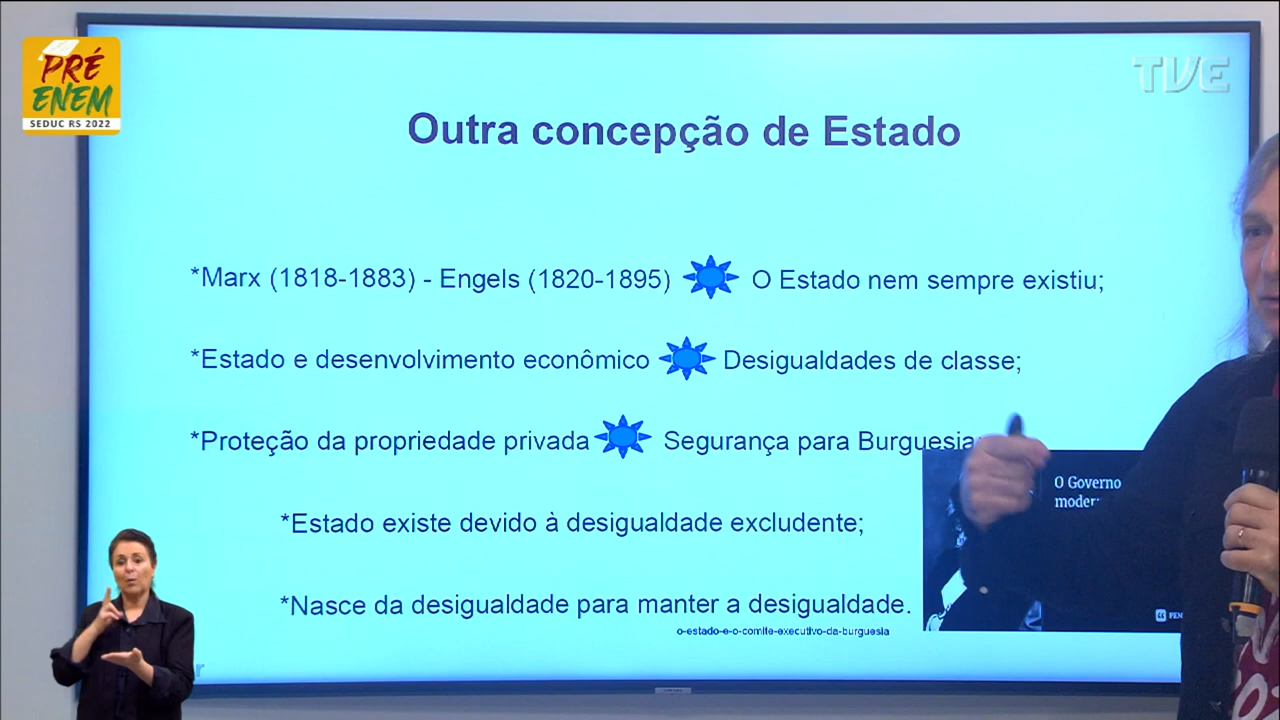 PRÉ
ENEM
SEDUC RS 2022
TVE
Outra concepção de Estado
*Marx (1818-1883) - Engels (1820-1895) O Estado nem sempre existiu;
*Estado e desenvolvimento econômico Desigualdades de classe;
*Proteção da propriedade privada Segurança para Burguesia
O Governo
*Estado existe devido à desigualdade excludente;
*Nasce da desigualdade para manter a desigualdade.
o-estado-e-o-comite-executivo-da-burguesia